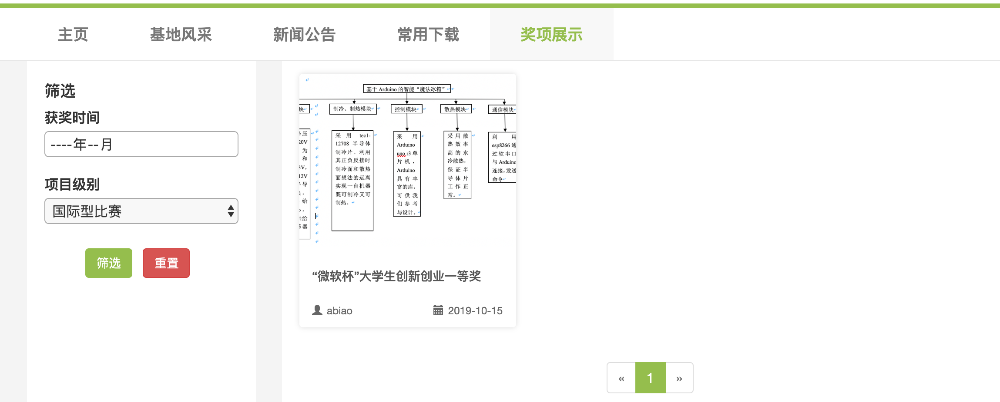 主页 基地风采 新闻公告 常用下载 奖项展示
筛选
获奖时间
----年--月
项目级别
国际型比赛
筛选 重置
基于 Arduino 的智能“魔法冰箱”
块
制冷、制热模块
控制模块
散热模块
通信模块
压
20V
为
和
3V,
12V
导
给
给
器
采用 tec1-
12708 半导体
制冷片。利用
其正负反接时
制冷面和散热
面想法的远离
实现一台机器
既可制冷又可
制热。
采用
Arduino
uno r3 单
片机，
Arduino
具有丰
富的库，
可供我
们参考
与设计。
采用散
热效率
高的水
冷散热，
保证半
导体片
工作正
常。
利用
esp8266 通
过软串口
与 Arduino
连接，发送
命令
“微软杯”大学生创新创业一等奖
abiao 2019-10-15
« 1 »